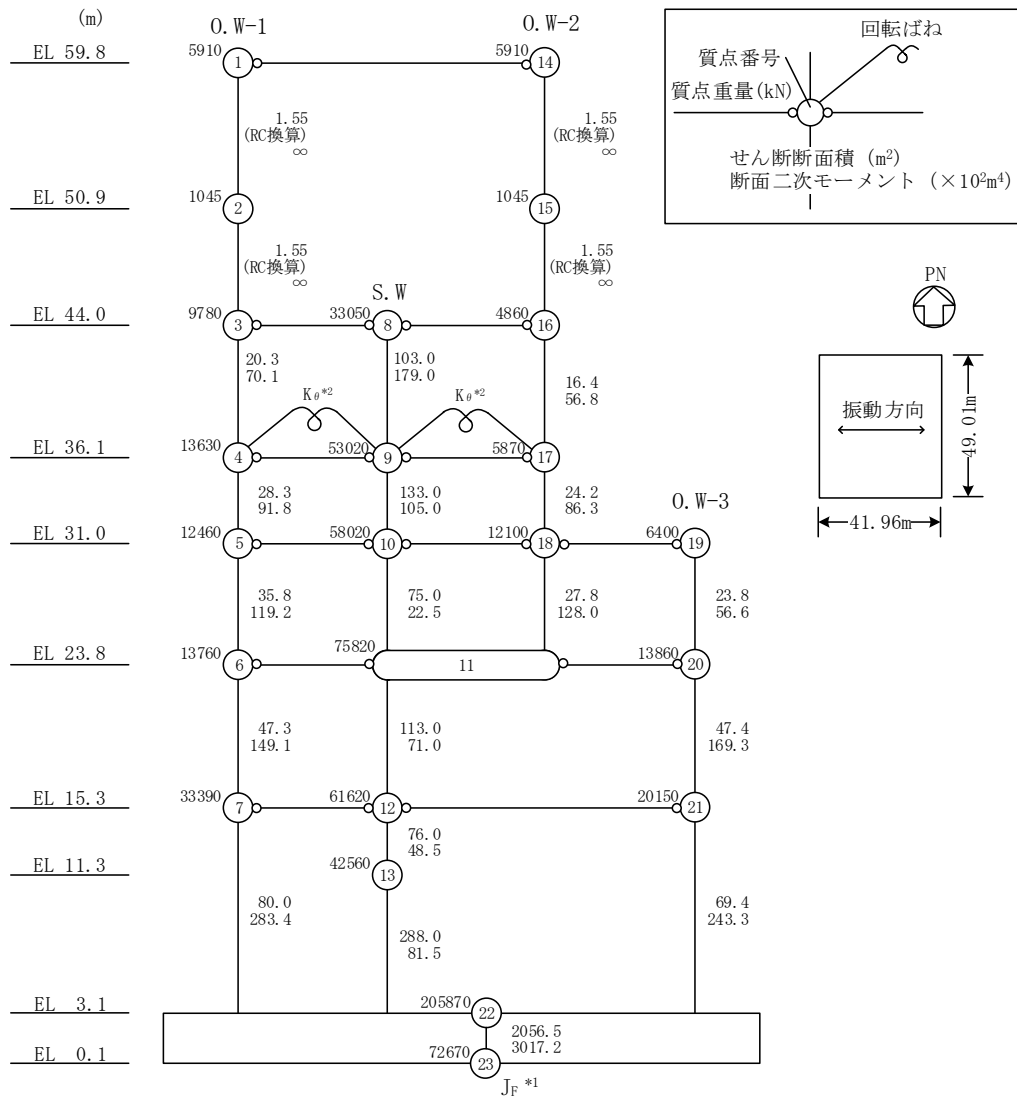 (m)
O.W-1
O.W-2
回転ばね
質点番号
質点重量(kN)
せん断断面積 (m²)
断面二次モーメント (×10²m⁴)
EL 59.8
5910
1
5910
14
1.55
(RC換算)
∞
1.55
(RC換算)
∞
EL 50.9
1045
2
1045
15
1.55
(RC換算)
∞
1.55
(RC換算)
∞
S.W
PN
EL 44.0
9780
3
33050
8
4860
16
20.3
70.1
103.0
179.0
16.4
56.8
Kθ*2
Kθ*2
振動方向
49.01m
41.96m
EL 36.1
13630
4
53020
9
5870
17
28.3
91.8
133.0
105.0
24.2
86.3
O.W-3
EL 31.0
12460
5
58020
10
12100
18
6400
19
35.8
119.2
75.0
22.5
27.8
128.0
23.8
56.6
EL 23.8
13760
6
75820
11
13860
20
47.3
149.1
113.0
71.0
47.4
169.3
EL 15.3
33390
7
61620
12
20150
21
76.0
48.5
EL 11.3
42560
13
80.0
283.4
288.0
81.5
69.4
243.3
EL 3.1
205870
22
2056.5
3017.2
EL 0.1
72670
23
J_F *1